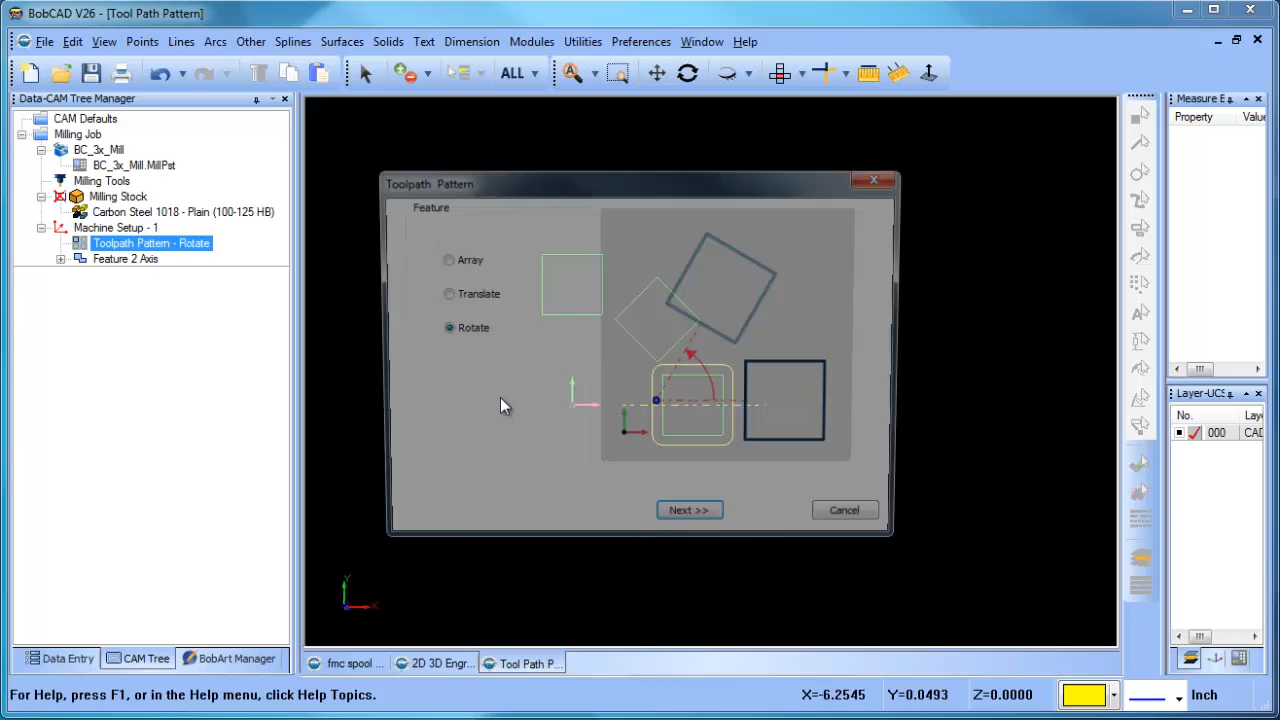 BobCAD V26 - [Tool Path Pattern]
File Edit View Points Lines Arcs Other Splines Surfaces Solids Text Dimension Modules Utilities Preferences Window Help
ALL
Data-CAM Tree Manager
CAM Defaults
Milling Job
BC_3x_Mill
BC_3x_Mill.MillPst
Milling Tools
Milling Stock
Carbon Steel 1018 - Plain (100-125 HB)
Machine Setup - 1
Toolpath Pattern - Rotate
Feature 2 Axis
Data Entry CAM Tree BobArt Manager
Toolpath Pattern
Feature
Array
Translate
Rotate
Next >> Cancel
Y
X
fmc spool ... 2D 3D Engr... Tool Path P...
Measure E
Property Value
Layer-UCS
No. Laye
000 CAD
For Help, press F1, or in the Help menu, click Help Topics. X=-6.2545 Y=0.0493 Z=0.0000 Inch